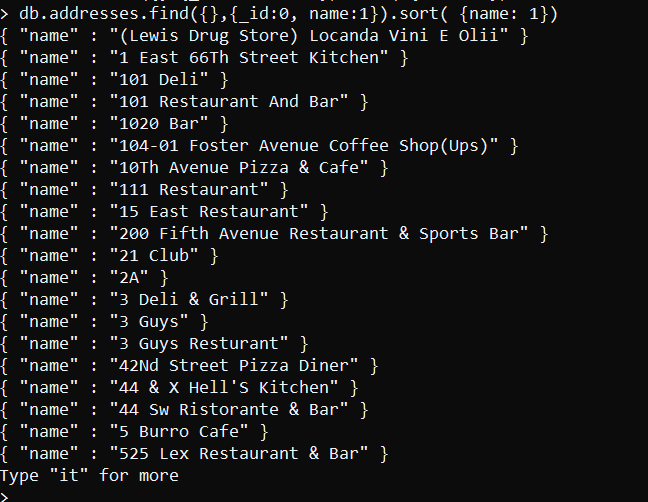 > db.addresses.find({},{_id:0, name:1}).sort( {name: 1})
{ "name" : "(Lewis Drug Store) Locanda Vini E Olii" }
{ "name" : "1 East 66Th Street Kitchen" }
{ "name" : "101 Deli" }
{ "name" : "101 Restaurant And Bar" }
{ "name" : "1020 Bar" }
{ "name" : "104-01 Foster Avenue Coffee Shop(Ups)" }
{ "name" : "10Th Avenue Pizza & Cafe" }
{ "name" : "111 Restaurant" }
{ "name" : "15 East Restaurant" }
{ "name" : "200 Fifth Avenue Restaurant & Sports Bar" }
{ "name" : "21 Club" }
{ "name" : "2A" }
{ "name" : "3 Deli & Grill" }
{ "name" : "3 Guys" }
{ "name" : "3 Guys Resturant" }
{ "name" : "42Nd Street Pizza Diner" }
{ "name" : "44 & X Hell'S Kitchen" }
{ "name" : "44 Sw Ristorante & Bar" }
{ "name" : "5 Burro Cafe" }
{ "name" : "525 Lex Restaurant & Bar" }
Type "it" for more
>